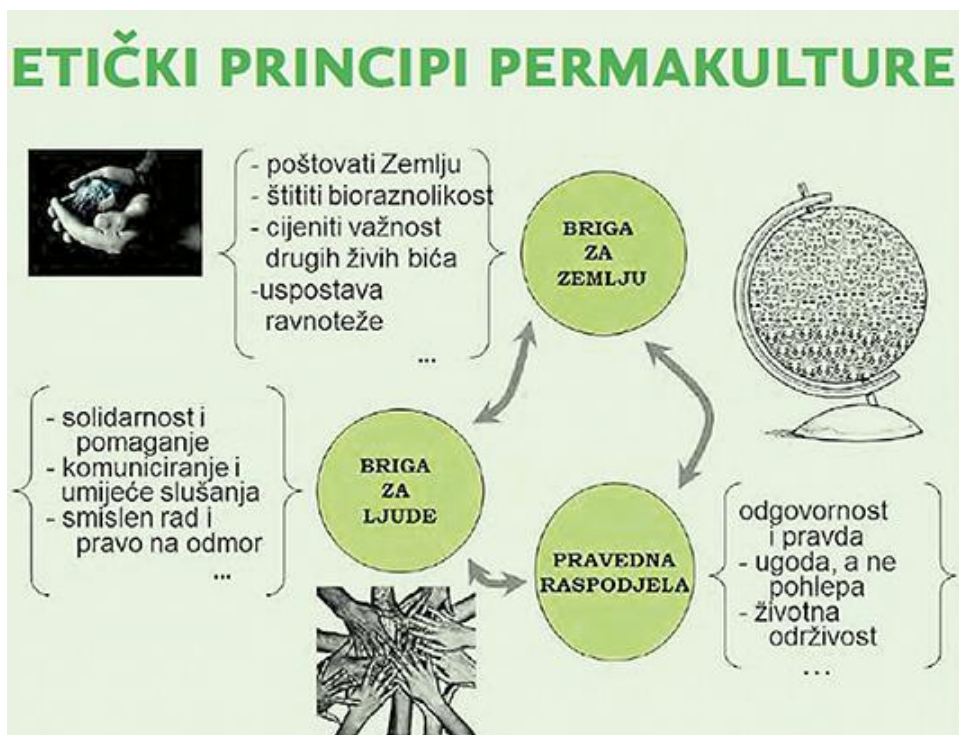 ETIČKI PRINCIPI PERMAKULTURE
- poštovati Zemlju
- štititi bioraznolikost
- cijeniti važnost
drugih živih bića
-uspostava
ravnoteže
...
BRIGA
ZA
ZEMLJU
- solidarnost i
pomaganje
- komuniciranje i
umijeće slušanja
- smislen rad i
pravo na odmor
...
BRIGA
ZA
LJUDE
PRAVEDNA
RASPODJELA
odgovornost
i pravda
- ugoda, a ne
pohlepa
- životna
održivost
...